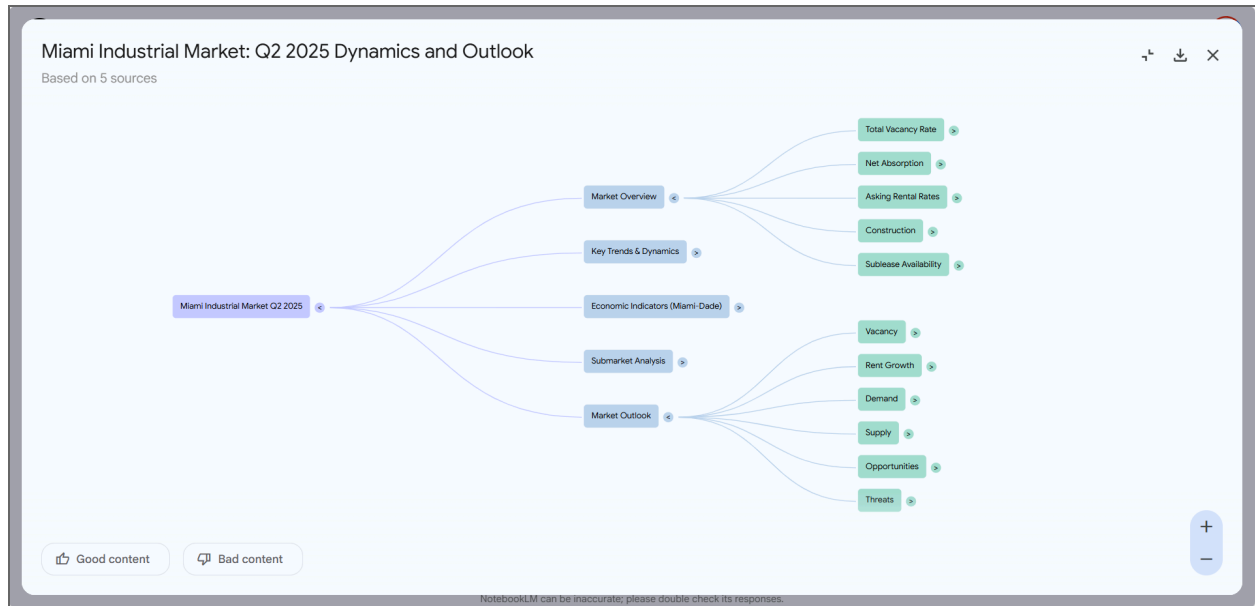 Miami Industrial Market: Q2 2025 Dynamics and Outlook
Based on 5 sources
Miami Industrial Market Q2 2025
<
Market Overview
<
Total Vacancy Rate
>
Net Absorption
>
Asking Rental Rates
>
Construction
>
Sublease Availability
>
Key Trends & Dynamics
>
Economic Indicators (Miami-Dade)
>
Submarket Analysis
>
Market Outlook
<
Vacancy
>
Rent Growth
>
Demand
>
Supply
>
Opportunities
>
Threats
>
Good content
Bad content
+
−
NotebookLM can be inaccurate; please double check its responses.